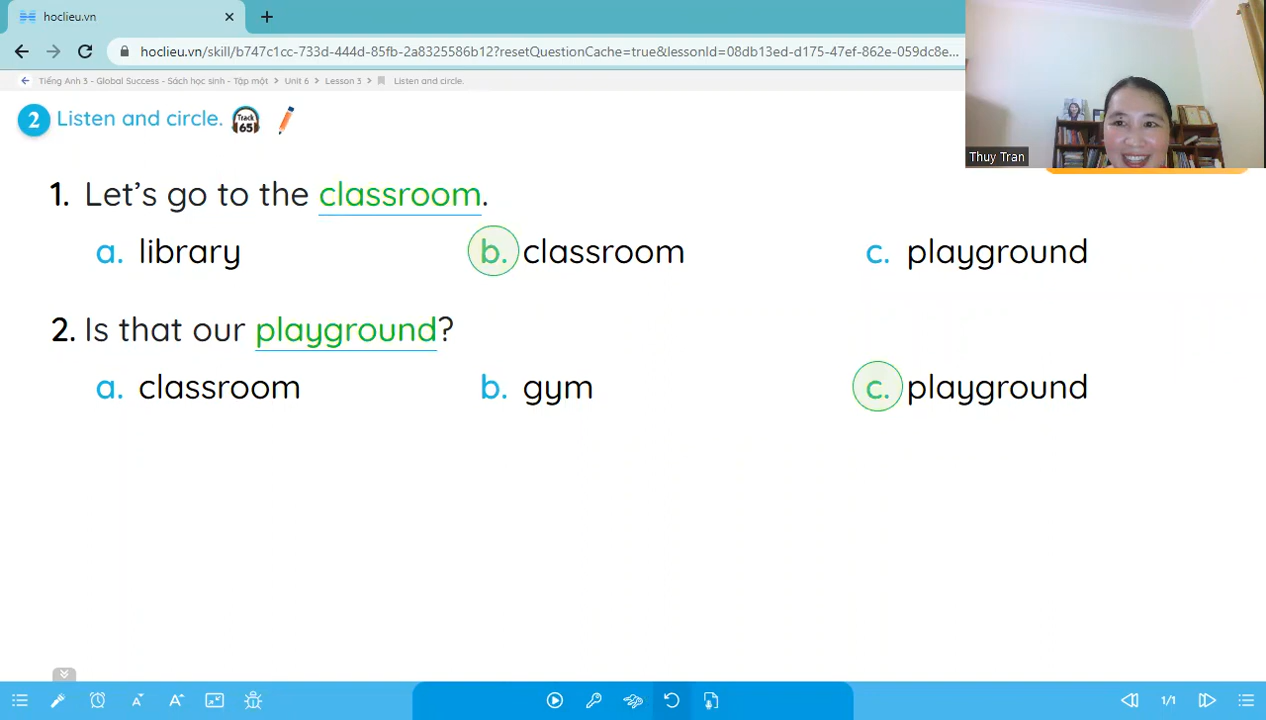 hoclieu.vn
hoclieu.vn/skill/b747c1cc-733d-444d-85fb-2a8325586b12?resetQuestionCache=true&lessonId=08db13ed-d175-47ef-862e-059dc8e...
Tiếng Anh 3 - Global Success - Sách học sinh - Tập một > Unit 6 > Lesson 3 > Listen and circle.
2 Listen and circle. Track 65
Thuy Tran
1. Let's go to the classroom.
a. library b. classroom c. playground
2. Is that our playground?
a. classroom b. gym c. playground
A A 1/1